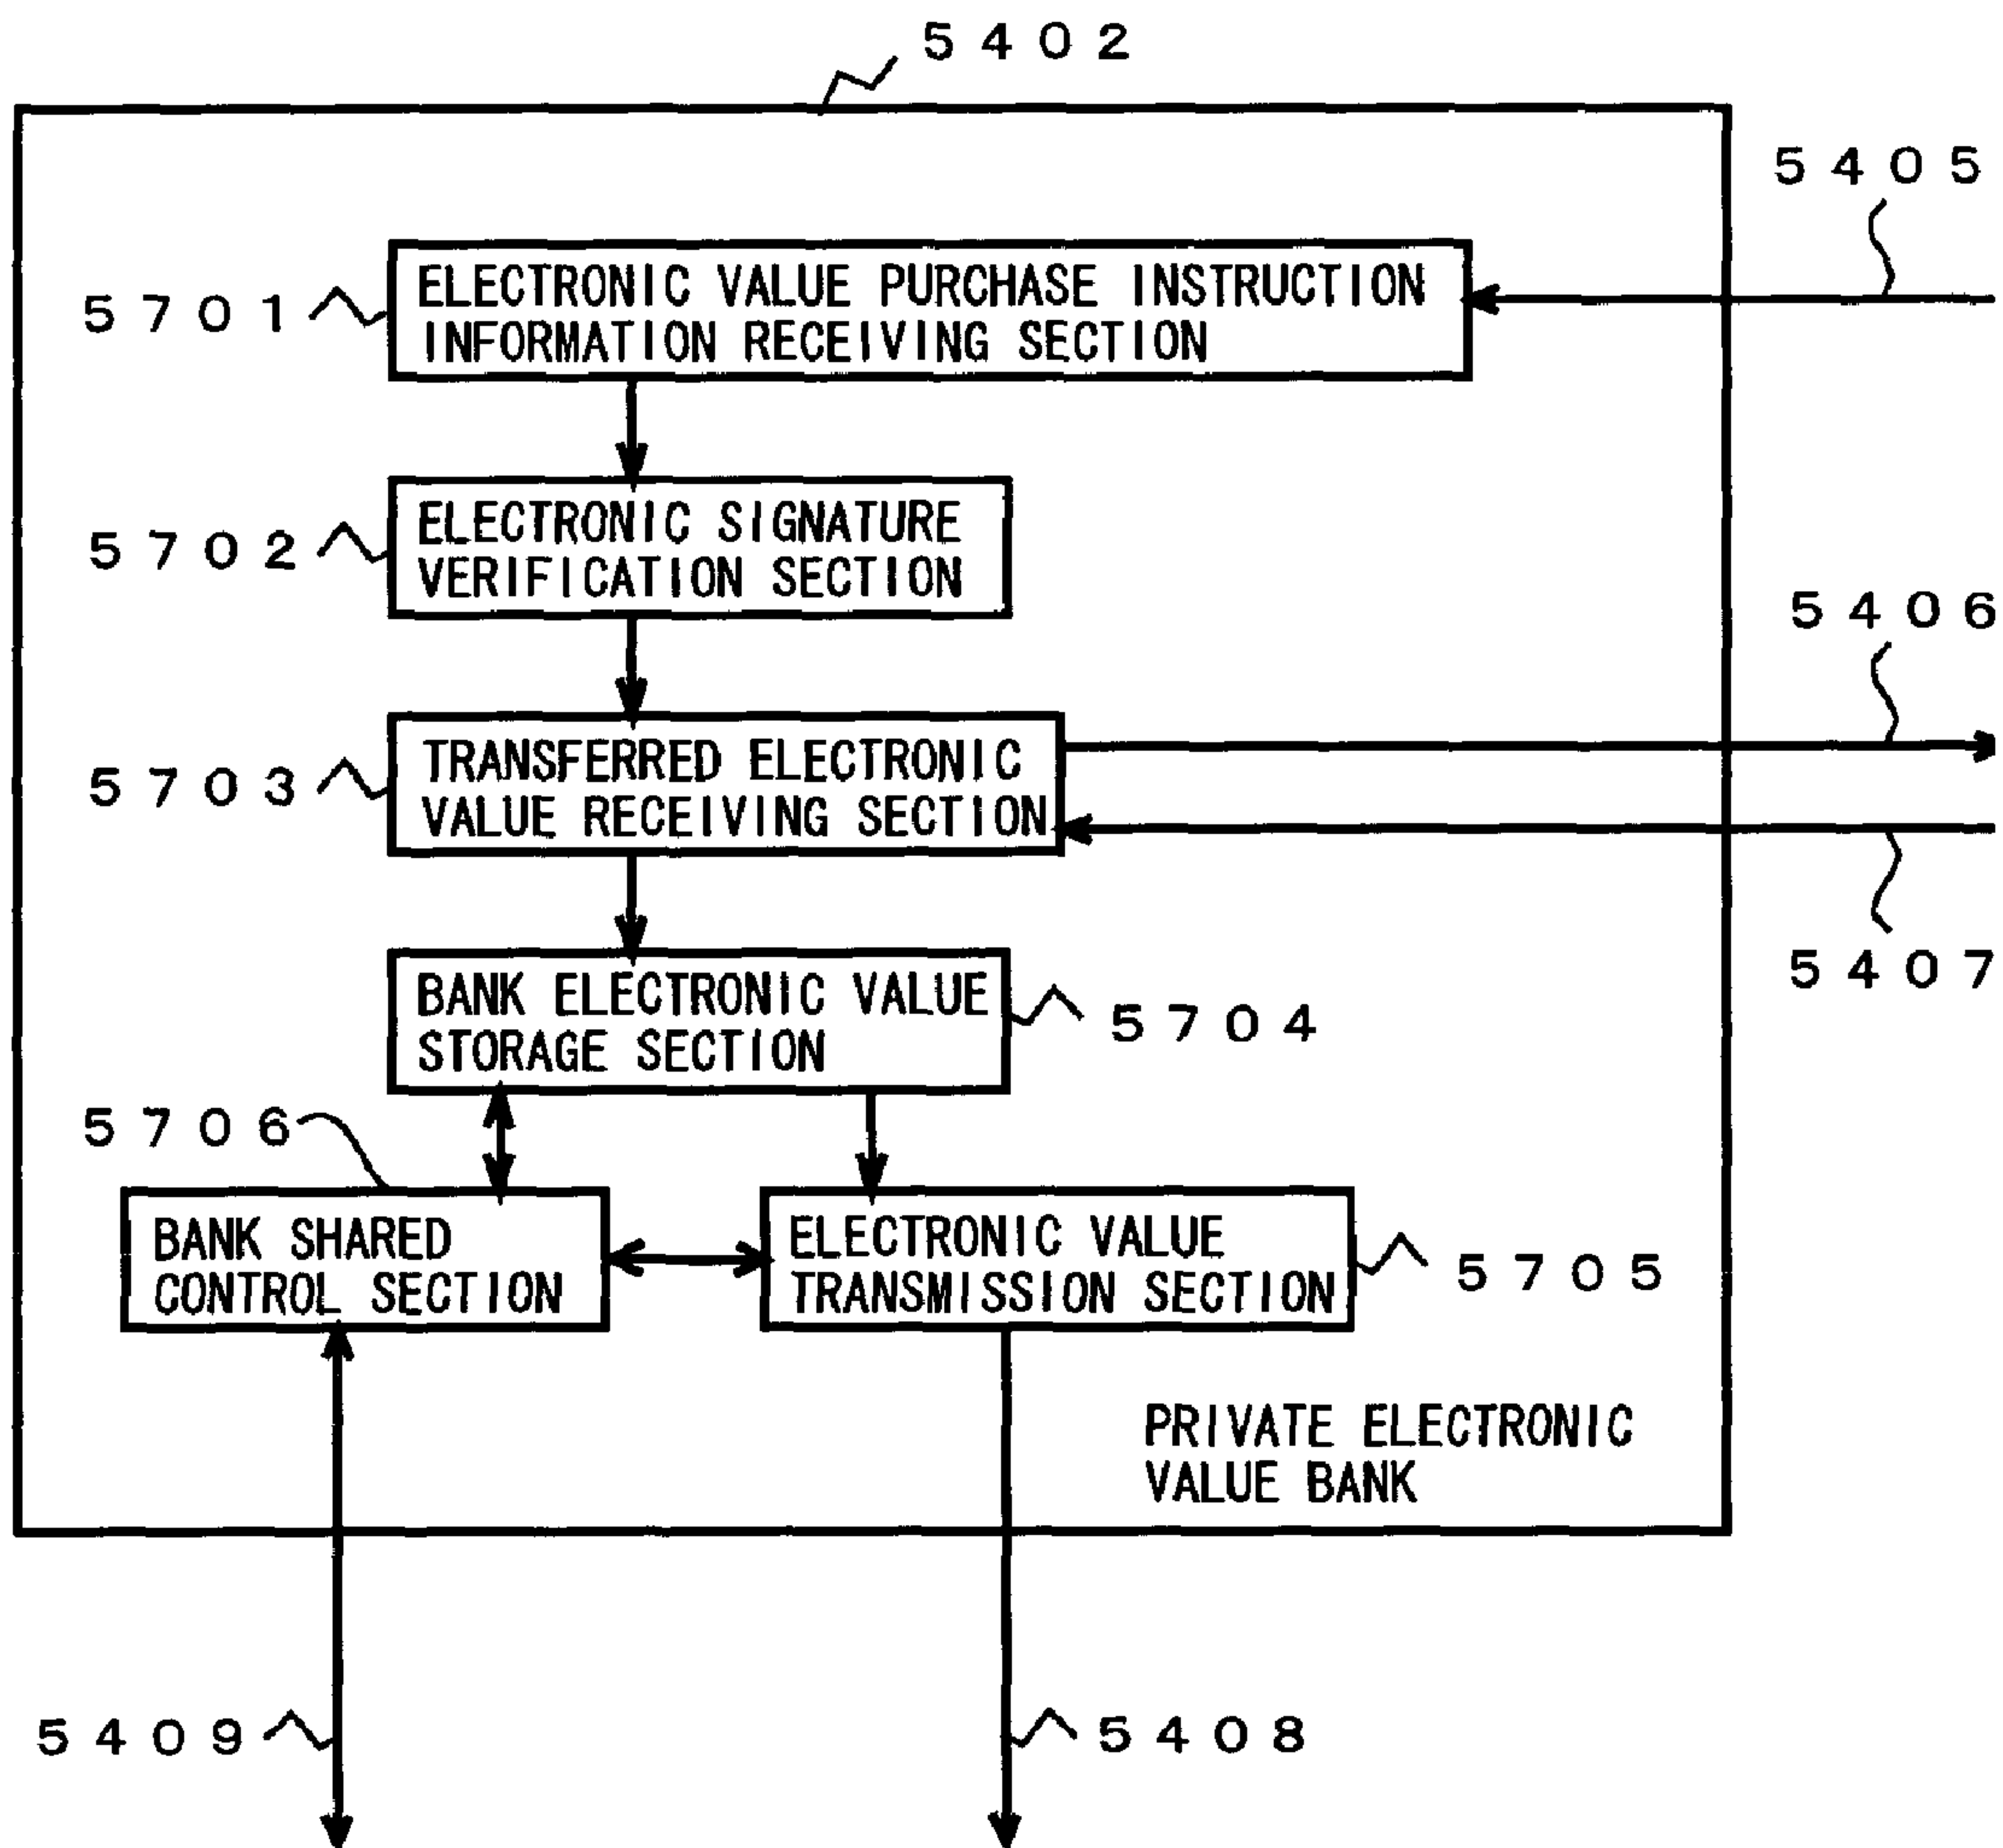 5402
5405
5701
ELECTRONIC VALUE PURCHASE INSTRUCTION
INFORMATION RECEIVING SECTION
5702
ELECTRONIC SIGNATURE
VERIFICATION SECTION
5406
5703
TRANSFERRED ELECTRONIC
VALUE RECEIVING SECTION
5407
BANK ELECTRONIC VALUE
STORAGE SECTION
5704
5706
BANK SHARED
CONTROL SECTION
ELECTRONIC VALUE
TRANSMISSION SECTION
5705
PRIVATE ELECTRONIC
VALUE BANK
5409
5408